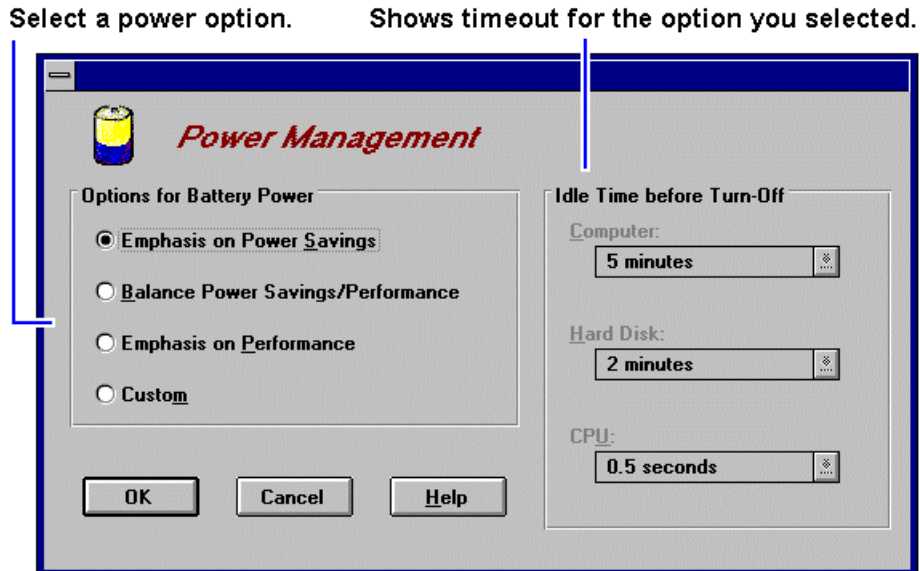 Select a power option.
Shows timeout for the option you selected.
Power Management
Options for Battery Power
Emphasis on Power Savings
Balance Power Savings/Performance
Emphasis on Performance
Custom
OK
Cancel
Help
Idle Time before Turn-Off
Computer:
5 minutes
Hard Disk:
2 minutes
CPU:
0.5 seconds